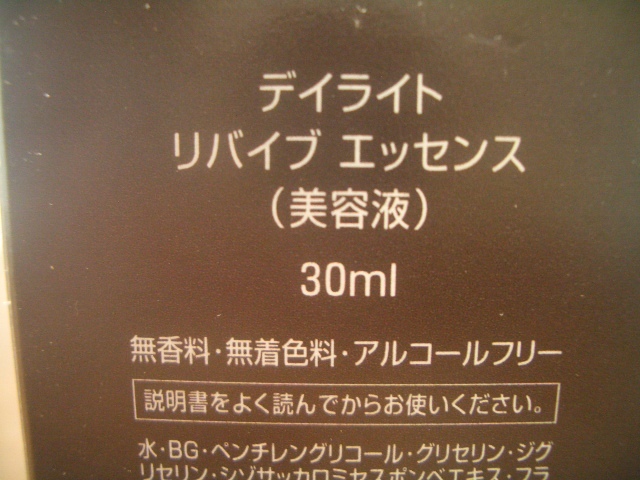 デイライト
リバイブ エッセンス
（美容液）
30ml
無香料・無着色料・アルコールフリー
説明書をよく読んでからお使いください。
水・BG・ペンチレングリコール・グリセリン・ジグ
リセリン・シゾサッカロミセスポンベエキス・フラ